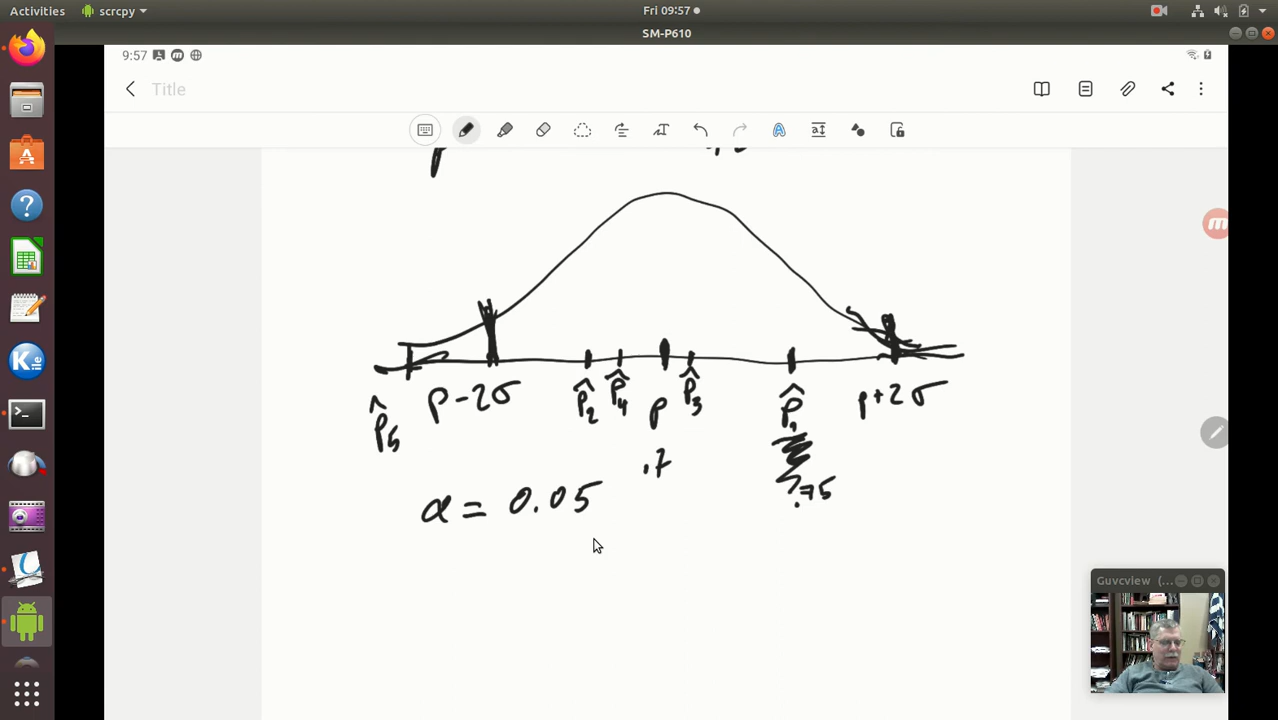 Activities scrcpy Fri 09:57
SM-P610
9:57
Title
p̂₅ p-2σ p̂₂ p̂₄ p p̂₃ p̂₁ p+2σ
.7
.75
α = 0.05
Guvcview (...